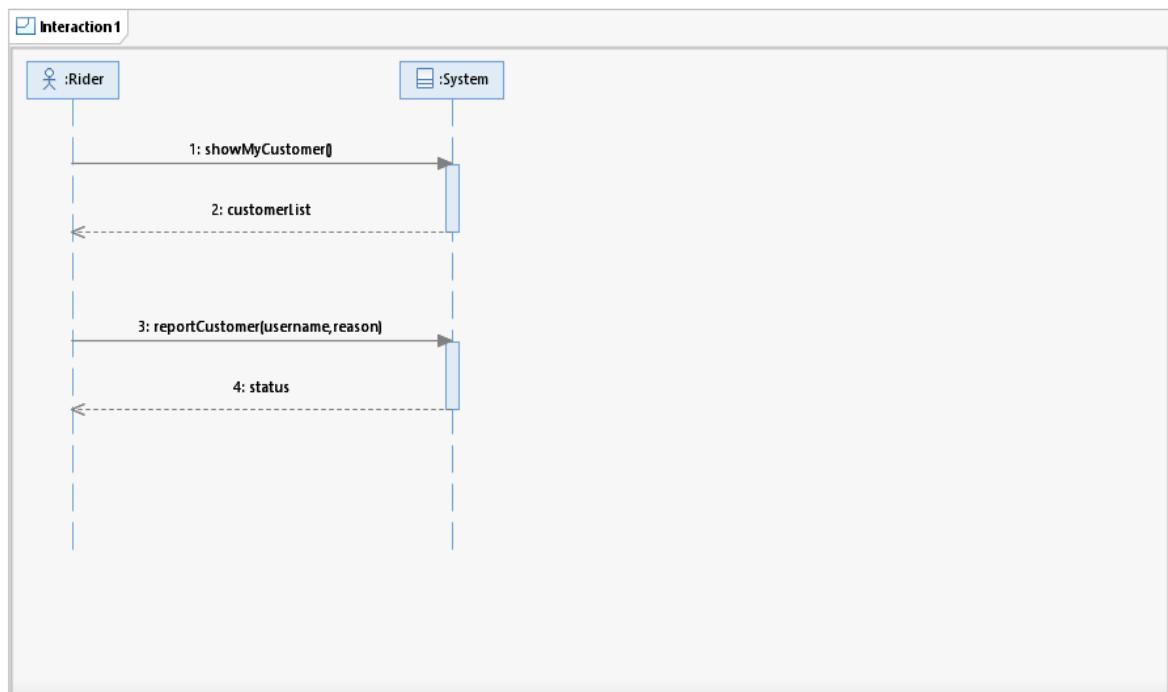 Interaction1
:Rider
:System
1: showMyCustomer()
2: customerList
3: reportCustomer(username,reason)
4: status